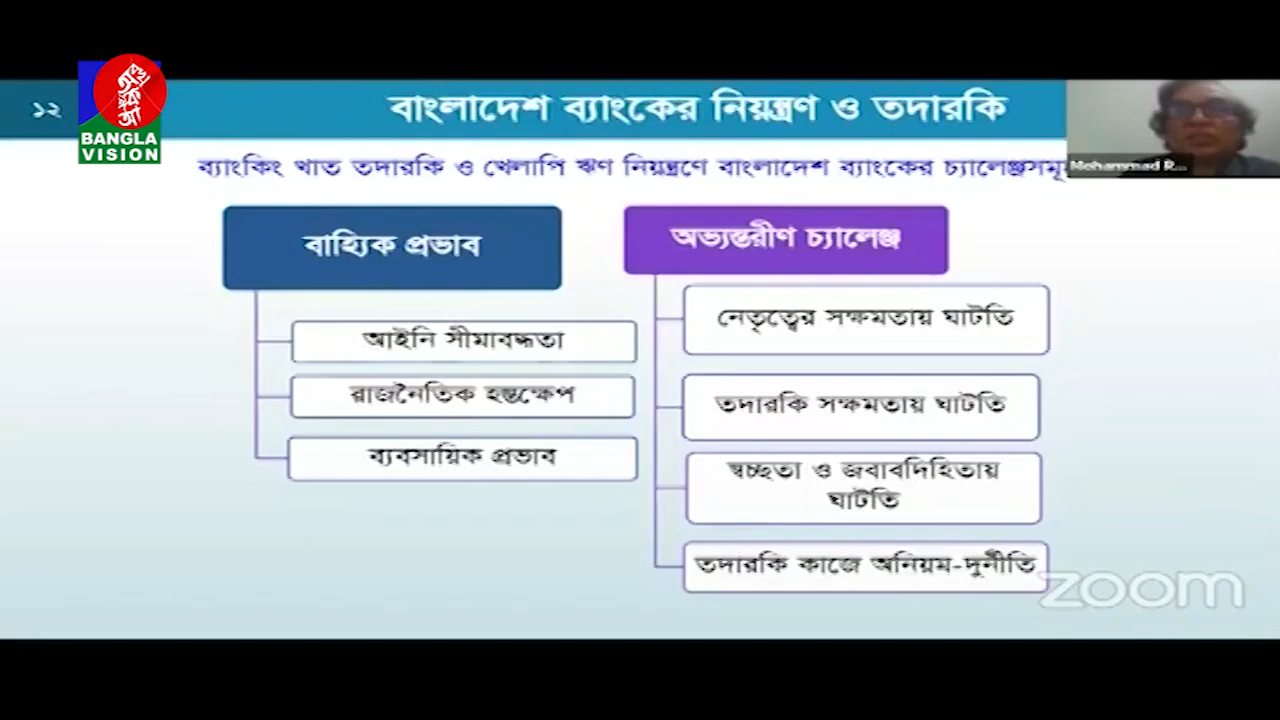 ১২
BANGLA
VISION
বাংলাদেশ ব্যাংকের নিয়ন্ত্রণ ও তদারকি
Mohammad R...
ব্যাংকিং খাত তদারকি ও খেলাপি ঋণ নিয়ন্ত্রণে বাংলাদেশ ব্যাংকের
বাহ্যিক প্রভাব
আইনি সীমাবদ্ধতা
রাজনৈতিক হস্তক্ষেপ
ব্যবসায়িক প্রভাব
অভ্যন্তরীণ চ্যালেঞ্জ
নেতৃত্বের সক্ষমতায় ঘাটতি
তদারকি সক্ষমতায় ঘাটতি
স্বচ্ছতা ও জবাবদিহিতায়
ঘাটতি
তদারকি কাজে অনিয়ম-দুর্নীতি
zoom